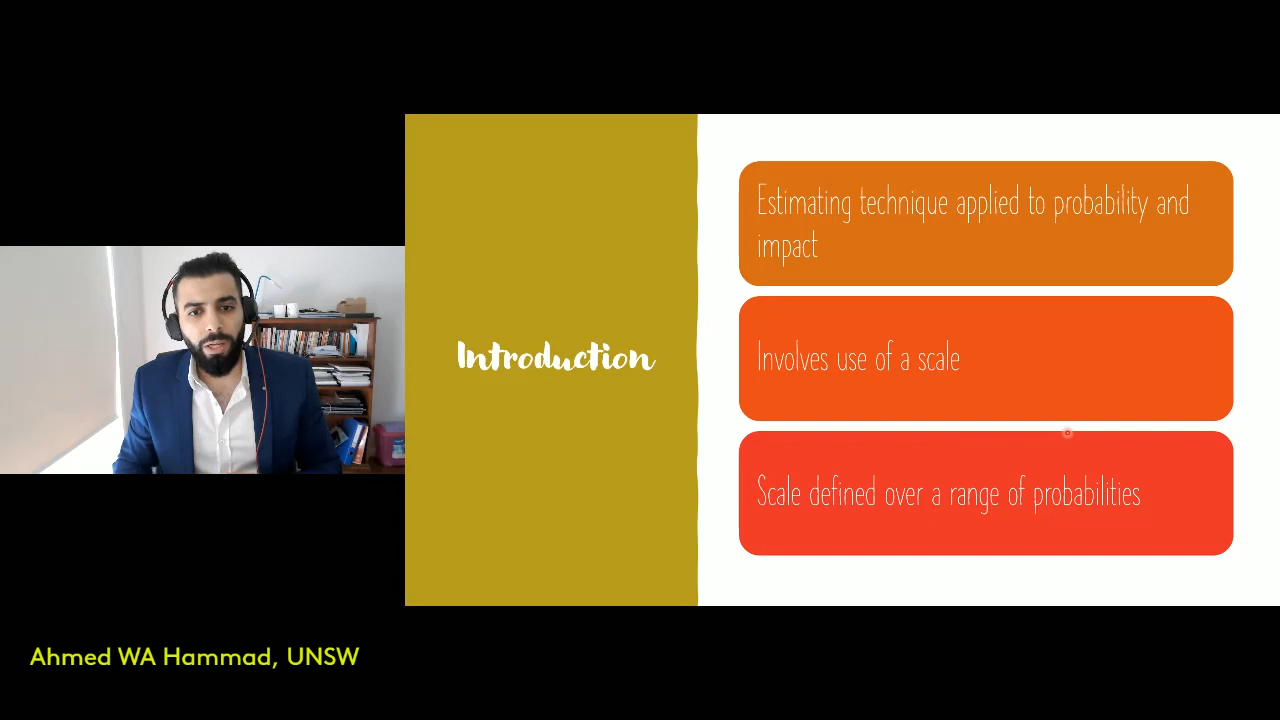 Introduction
Estimating technique applied to probability and
impact
Involves use of a scale
Scale defined over a range of probabilities
Ahmed WA Hammad, UNSW